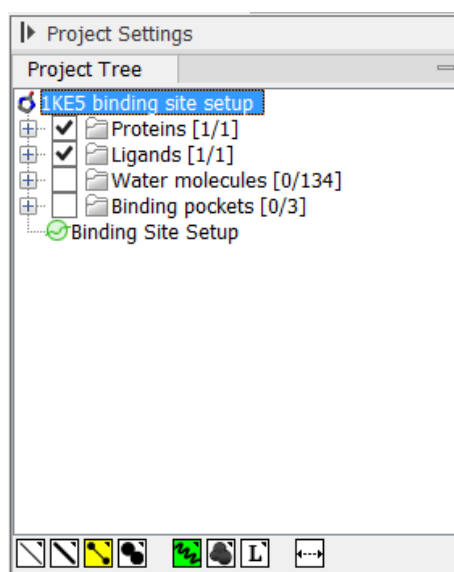 Project Settings
Project Tree
1KE5 binding site setup
Proteins [1/1]
Ligands [1/1]
Water molecules [0/134]
Binding pockets [0/3]
Binding Site Setup
L